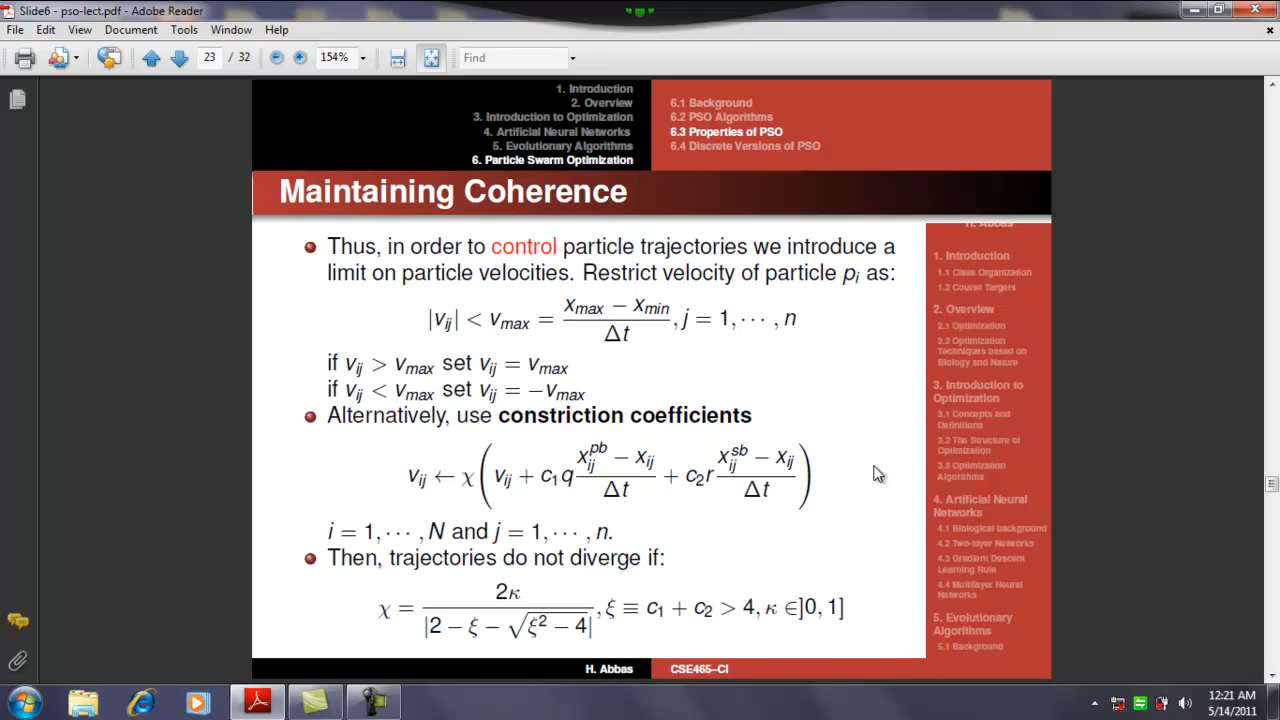 Slide6 - pso-lect.pdf - Adobe Reader
File Edit View Document Tools Window Help
23 / 32 154% Find
1. Introduction
2. Overview
3. Introduction to Optimization
4. Artificial Neural Networks
5. Evolutionary Algorithms
6. Particle Swarm Optimization
6.1 Background
6.2 PSO Algorithms
6.3 Properties of PSO
6.4 Discrete Versions of PSO
Maintaining Coherence
Thus, in order to control particle trajectories we introduce a
limit on particle velocities. Restrict velocity of particle p_i as:
|v_ij| < v_max = (x_max − x_min)/Δt, j = 1, ··· , n
if v_ij > v_max set v_ij = v_max
if v_ij < v_max set v_ij = −v_max
Alternatively, use constriction coefficients
v_ij ← χ (v_ij + c_1 q (x_ij^pb − x_ij)/Δt + c_2 r (x_ij^sb − x_ij)/Δt)
i = 1, ··· , N and j = 1, ··· , n.
Then, trajectories do not diverge if:
χ = 2κ/|2 − ξ − √(ξ² − 4)|, ξ ≡ c_1 + c_2 > 4, κ ∈]0, 1]
H. Abbas
1. Introduction
1.1 Class Organization
1.2 Course Targets
2. Overview
2.1 Optimization
2.2 Optimization
Techniques based on
Biology and Nature
3. Introduction to
Optimization
3.1 Concepts and
Definitions
3.2 The Structure of
Optimization
3.3 Optimization
Algorithms
4. Artificial Neural
Networks
4.1 Biological background
4.2 Two-layer Networks
4.3 Gradient Descent
Learning Rule
4.4 Multilayer Neural
Networks
5. Evolutionary
Algorithms
5.1 Background
H. Abbas CSE465–CI
12:21 AM
5/14/2011